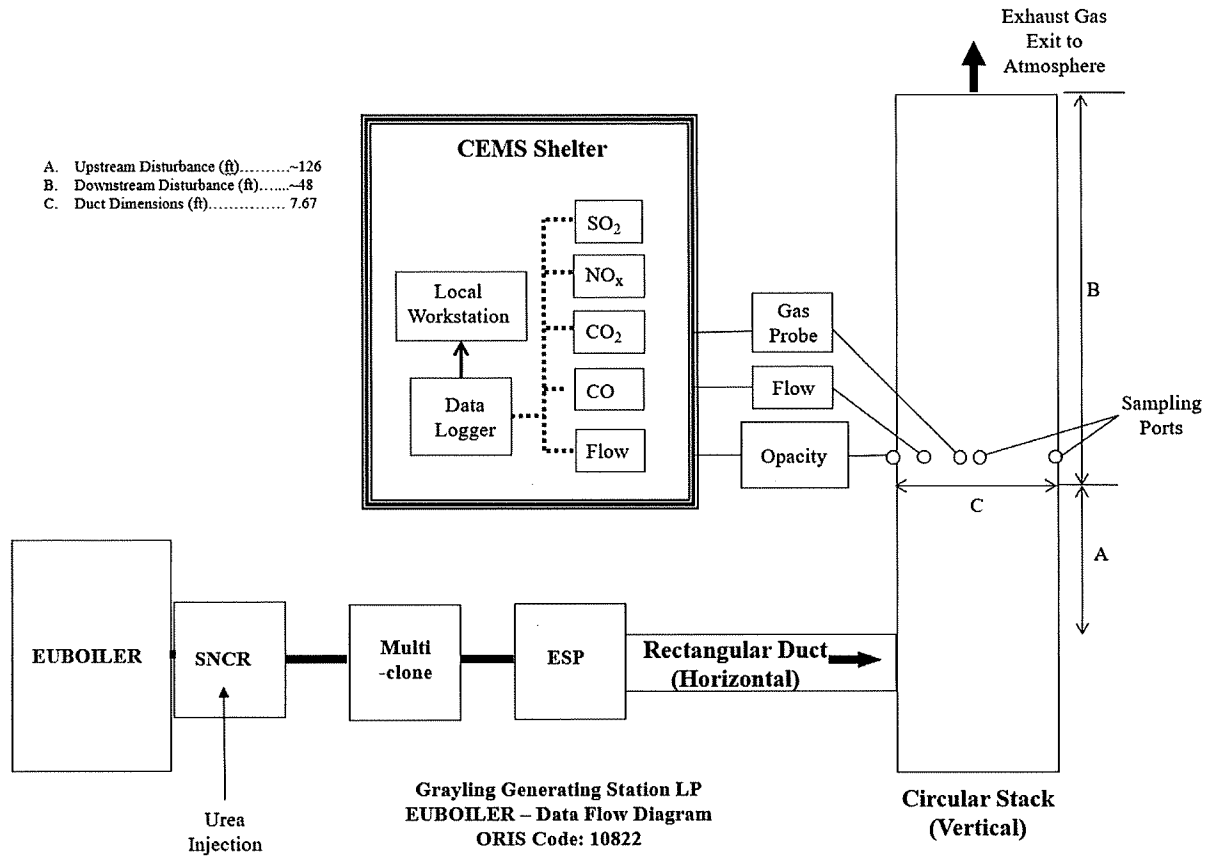 Exhaust Gas
Exit to
Atmosphere
A. Upstream Disturbance (ft)..........~126
B. Downstream Disturbance (ft).......~48
C. Duct Dimensions (ft)............... 7.67
CEMS Shelter
SO₂
NOₓ
CO₂
CO
Flow
Local
Workstation
Data
Logger
Gas
Probe
Flow
Opacity
B
Sampling
Ports
C
A
EUBOILER
SNCR
Multi
-clone
ESP
Rectangular Duct
(Horizontal)
Urea
Injection
Grayling Generating Station LP
EUBOILER – Data Flow Diagram
ORIS Code: 10822
Circular Stack
(Vertical)